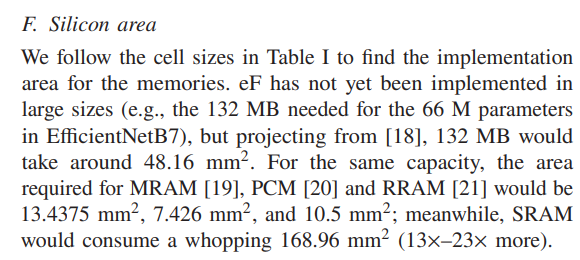 F. Silicon area
We follow the cell sizes in Table I to find the implementation
area for the memories. eF has not yet been implemented in
large sizes (e.g., the 132 MB needed for the 66 M parameters
in EfficientNetB7), but projecting from [18], 132 MB would
take around 48.16 mm². For the same capacity, the area
required for MRAM [19], PCM [20] and RRAM [21] would be
13.4375 mm², 7.426 mm², and 10.5 mm²; meanwhile, SRAM
would consume a whopping 168.96 mm² (13×–23× more).